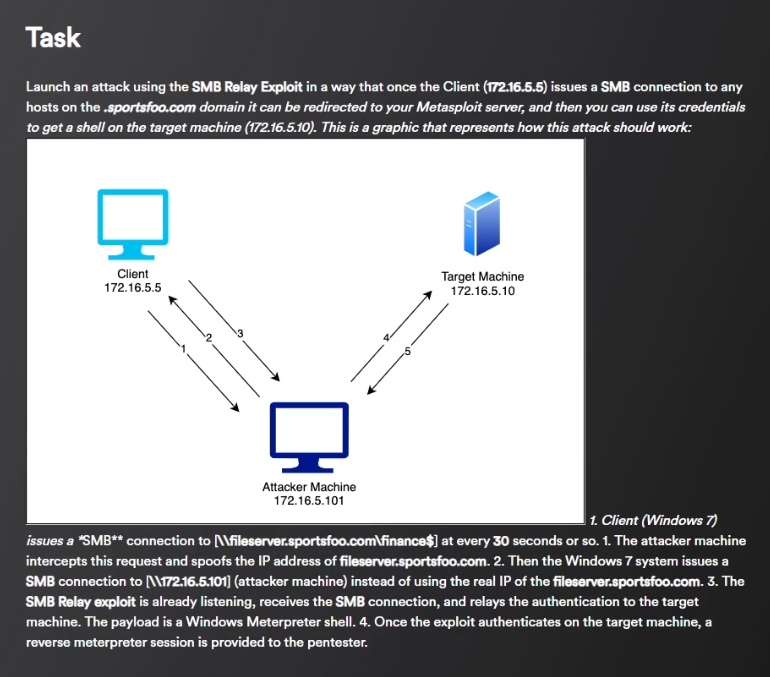 Task
Launch an attack using the SMB Relay Exploit in a way that once the Client (172.16.5.5) issues a SMB connection to any
hosts on the .sportsfoo.com domain it can be redirected to your Metasploit server, and then you can use its credentials
to get a shell on the target machine (172.16.5.10). This is a graphic that represents how this attack should work:
Client
172.16.5.5
Target Machine
172.16.5.10
1
2
3
4
5
Attacker Machine
172.16.5.101
1. Client (Windows 7)
issues a *SMB** connection to [\\fileserver.sportsfoo.com\finance$] at every 30 seconds or so. 1. The attacker machine
intercepts this request and spoofs the IP address of fileserver.sportsfoo.com. 2. Then the Windows 7 system issues a
SMB connection to [\\172.16.5.101] (attacker machine) instead of using the real IP of the fileserver.sportsfoo.com. 3. The
SMB Relay exploit is already listening, receives the SMB connection, and relays the authentication to the target
machine. The payload is a Windows Meterpreter shell. 4. Once the exploit authenticates on the target machine, a
reverse meterpreter session is provided to the pentester.